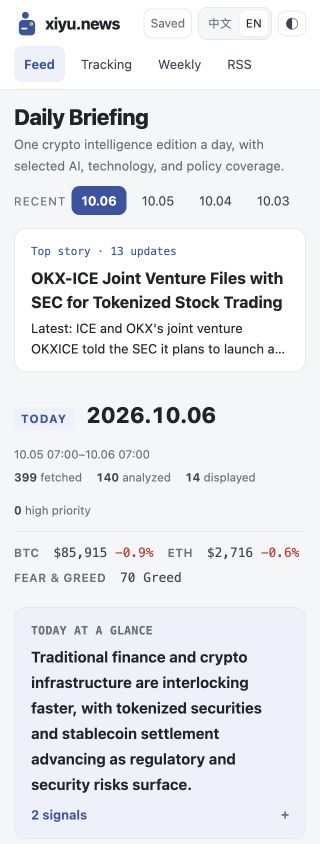 xiyu.news
Saved
中文
EN
Feed
Tracking
Weekly
RSS
Daily Briefing
One crypto intelligence edition a day, with
selected AI, technology, and policy coverage.
RECENT 10.06 10.05 10.04 10.03
Top story · 13 updates
OKX-ICE Joint Venture Files with
SEC for Tokenized Stock Trading
Latest: ICE and OKX's joint venture
OKXICE told the SEC it plans to launch a...
TODAY 2026.10.06
10.05 07:00–10.06 07:00
399 fetched 140 analyzed 14 displayed
0 high priority
BTC $85,915 −0.9% ETH $2,716 −0.6%
FEAR & GREED 70 Greed
TODAY AT A GLANCE
Traditional finance and crypto
infrastructure are interlocking
faster, with tokenized securities
and stablecoin settlement
advancing as regulatory and
security risks surface.
2 signals +